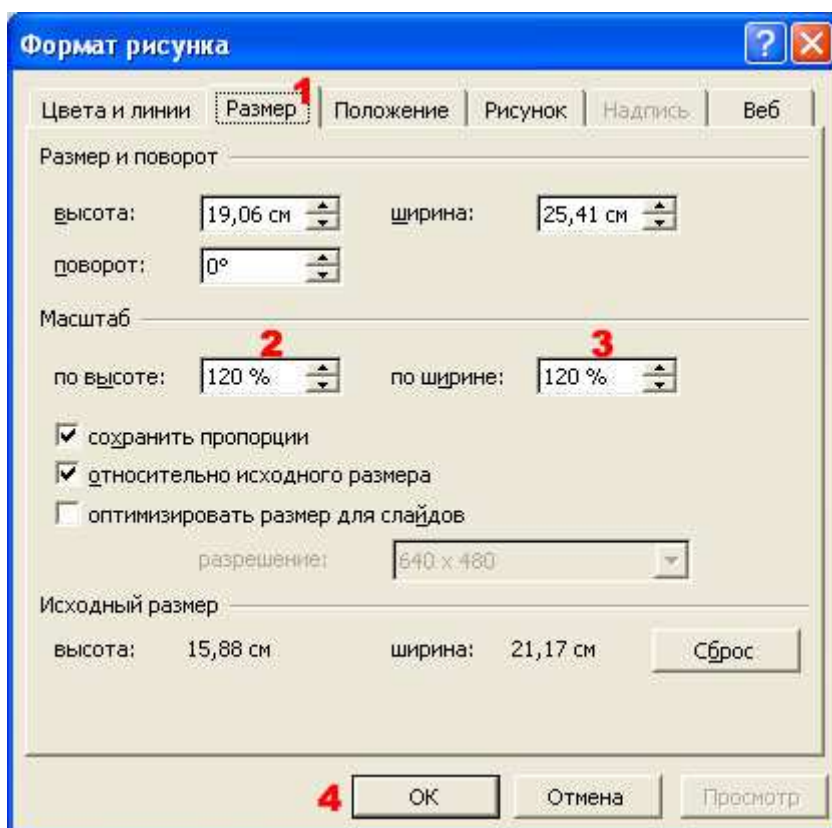 Формат рисунка
1
Цвета и линии Размер Положение Рисунок Надпись Веб
Размер и поворот
высота: 19,06 см ширина: 25,41 см
поворот: 0°
Масштаб
2 3
по высоте: 120 % по ширине: 120 %
сохранить пропорции
относительно исходного размера
оптимизировать размер для слайдов
разрешение: 640 x 480
Исходный размер
высота: 15,88 см ширина: 21,17 см Сброс
4 ОК Отмена Просмотр